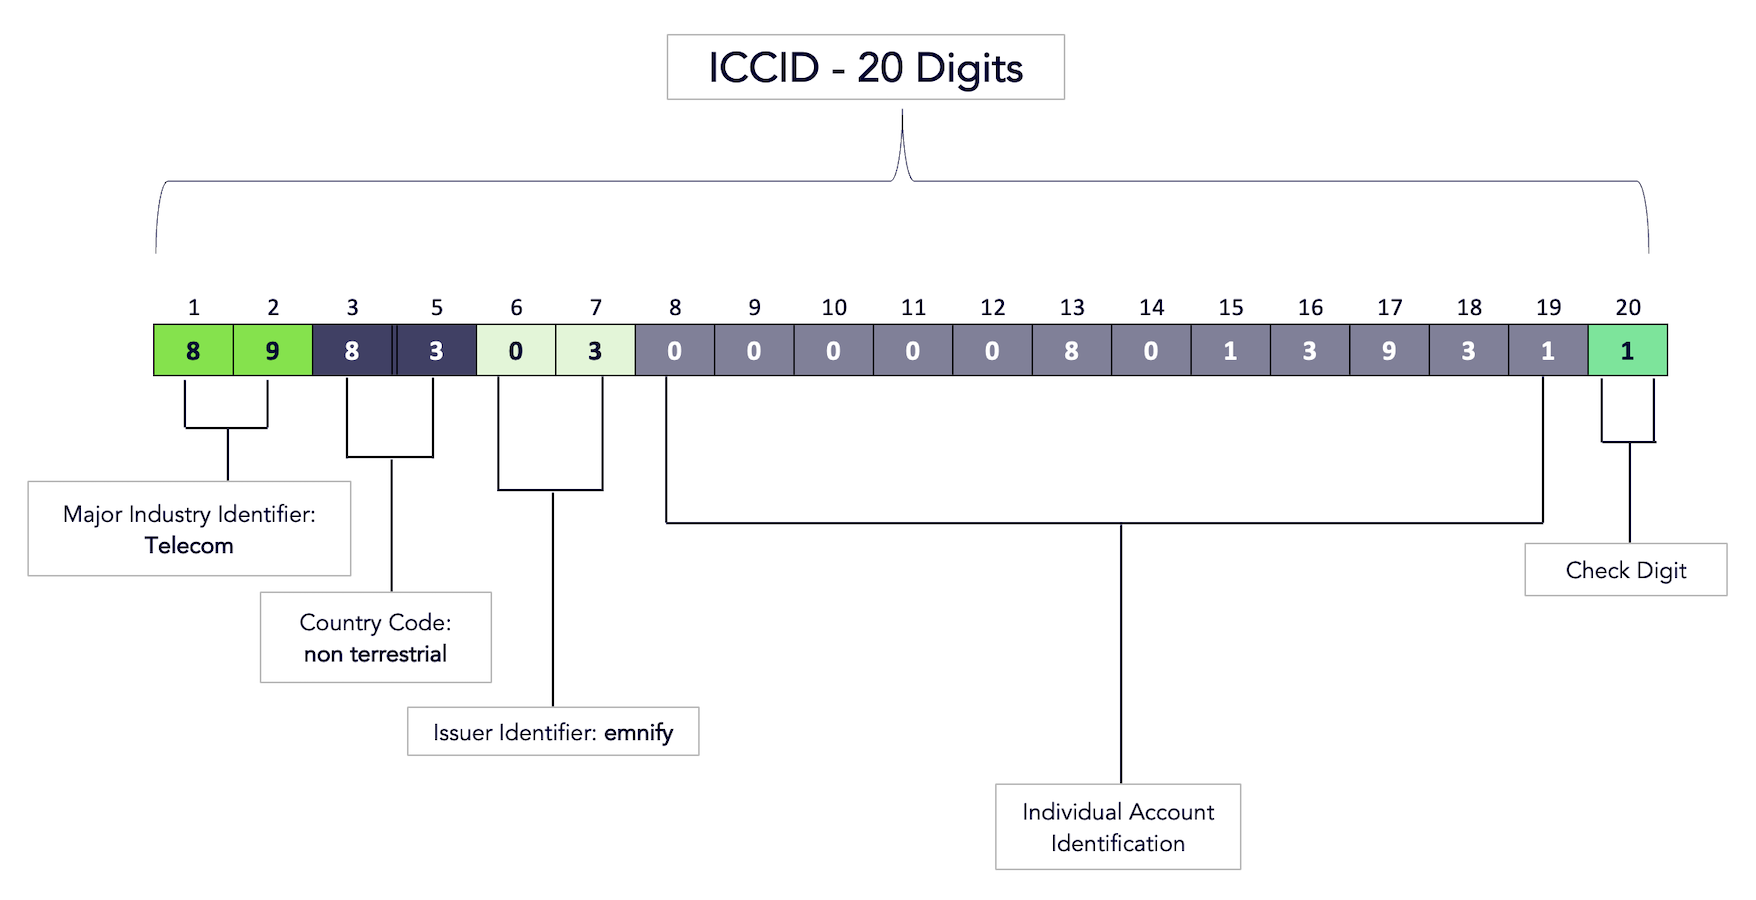 ICCID - 20 Digits
1 2 3 5 6 7 8 9 10 11 12 13 14 15 16 17 18 19 20
8 9 8 3 0 3 0 0 0 0 0 8 0 1 3 9 3 1 1
Major Industry Identifier:
Telecom
Check Digit
Country Code:
non terrestrial
Issuer Identifier: emnify
Individual Account
Identification